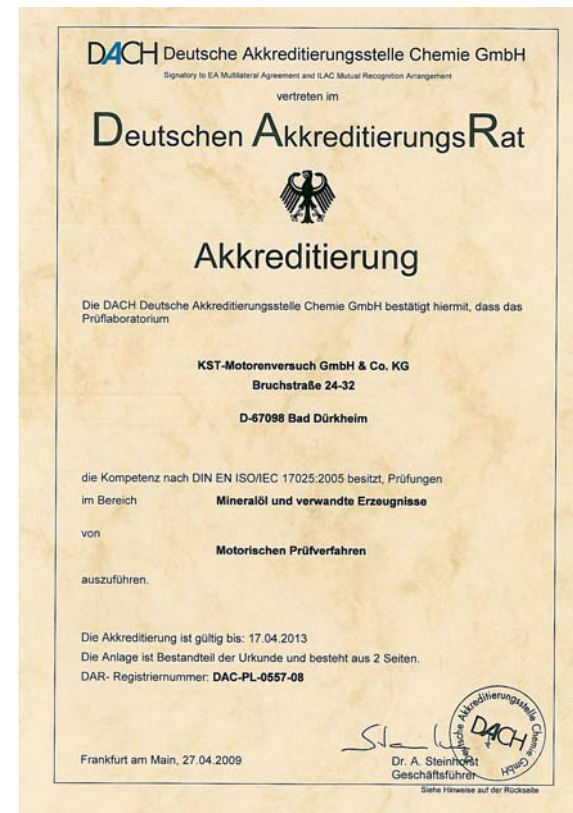 DACH Deutsche Akkreditierungsstelle Chemie GmbH
Signatory to EA Multilateral Agreement and ILAC Mutual Recognition Arrangement
vertreten im
Deutschen AkkreditierungsRat
Akkreditierung
Die DACH Deutsche Akkreditierungsstelle Chemie GmbH bestätigt hiermit, dass das
Prüflaboratorium
KST-Motorenversuch GmbH & Co. KG
Bruchstraße 24-32
D-67098 Bad Dürkheim
die Kompetenz nach DIN EN ISO/IEC 17025:2005 besitzt, Prüfungen
im Bereich Mineralöl und verwandte Erzeugnisse
von
Motorischen Prüfverfahren
auszuführen.
Die Akkreditierung ist gültig bis: 17.04.2013
Die Anlage ist Bestandteil der Urkunde und besteht aus 2 Seiten.
DAR- Registriernummer: DAC-PL-0557-08
Deutsche Akkreditierungsstelle Chemie GmbH
DACH
Frankfurt am Main, 27.04.2009
Dr. A. Steinhorst
Geschäftsführer
Siehe Hinweise auf der Rückseite